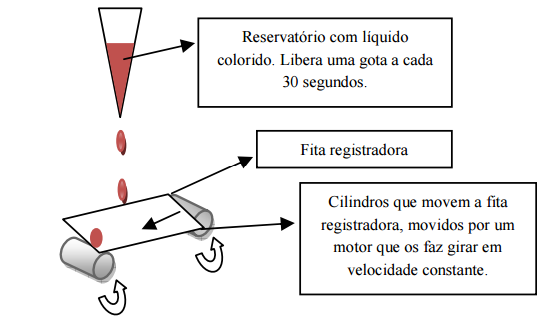 Reservatório com líquido
colorido. Libera uma gota a cada
30 segundos.
Fita registradora
Cilindros que movem a fita
registradora, movidos por um
motor que os faz girar em
velocidade constante.